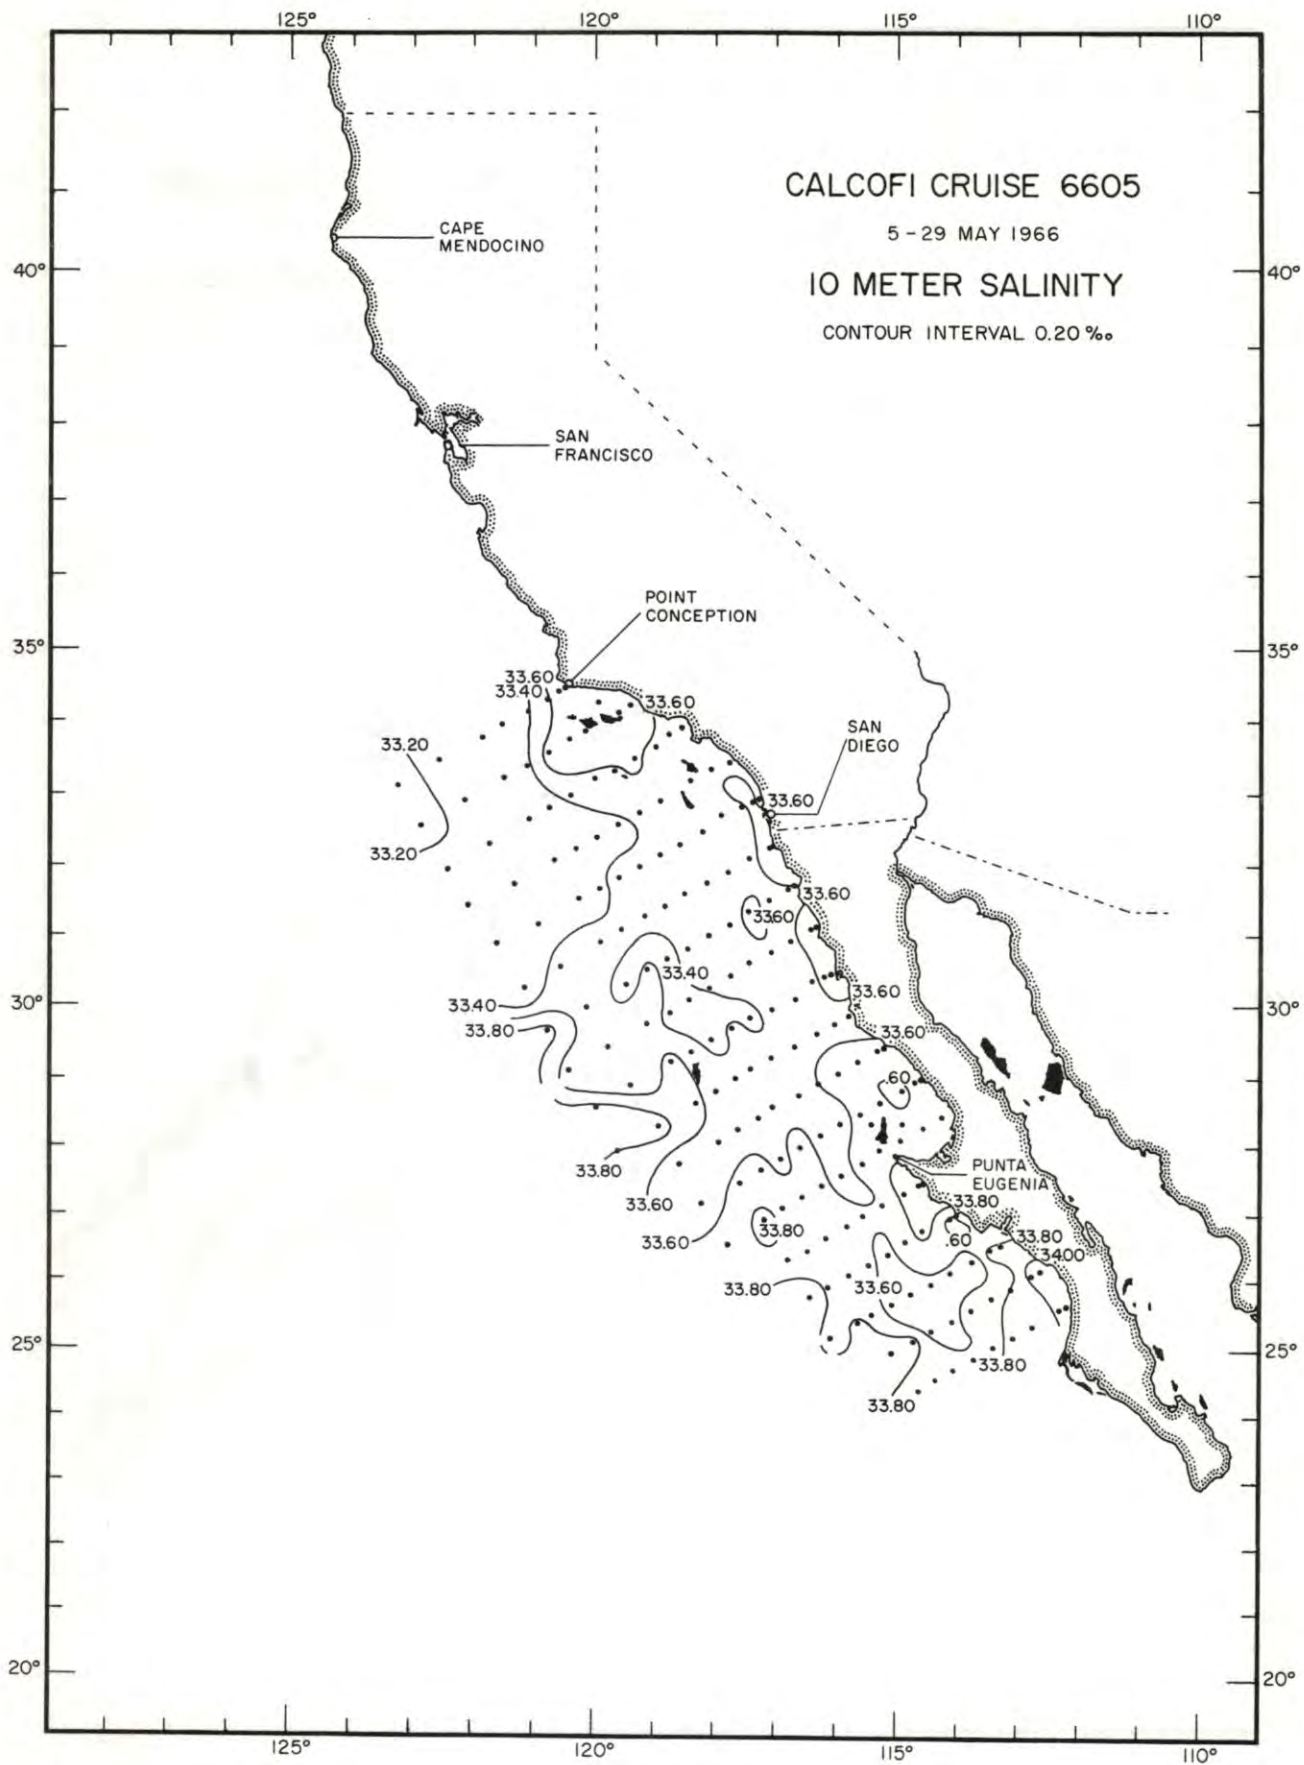 125° 120° 115° 110°
CALCOFI CRUISE 6605
5-29 MAY 1966
10 METER SALINITY
CONTOUR INTERVAL 0.20 ‰
CAPE
MENDOCINO
40° 40°
SAN
FRANCISCO
POINT
CONCEPTION
35° 35°
33.60
33.40
33.60
SAN
DIEGO
33.20
33.60
33.20
33.60
33.60
33.40
33.60
30° 33.40 30°
33.80
33.60
.60
33.80
PUNTA
EUGENIA
33.60
33.80
33.80
33.60
.60
33.80
34.00
33.80
33.60
25° 25°
33.80
33.80
20° 20°
125° 120° 115° 110°